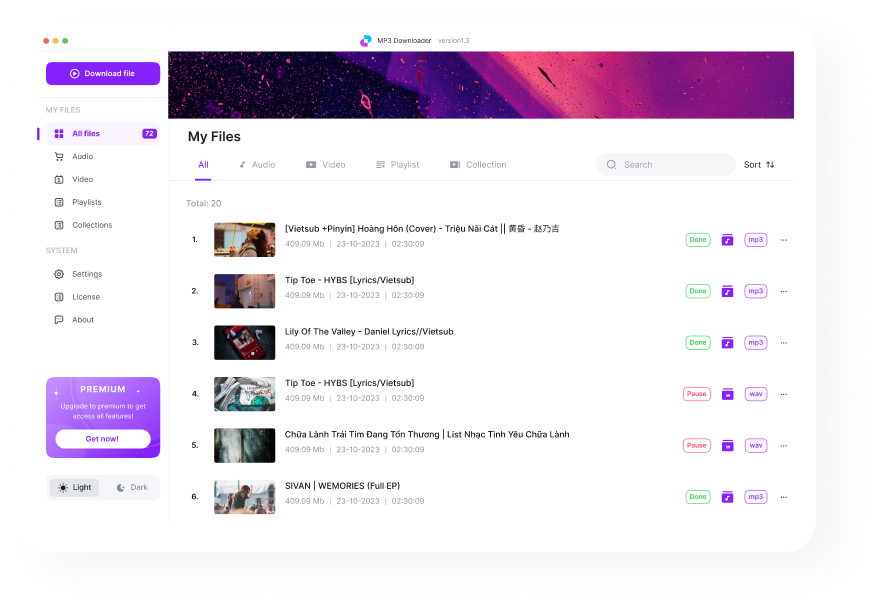 MP3 Downloader version1.3
Download file
MY FILES
All files 72
Audio
Video
Playlists
Collections
SYSTEM
Settings
License
About
PREMIUM
Upgtade to premium to get
access all features!
Get now!
Light Dark
My Files
All Audio Video Playlist Collection Search Sort
Total: 20
1. [Vietsub +Pinyin] Hoàng Hôn (Cover) - Triệu Nãi Cát || 黄昏 - 赵乃吉
409.09 Mb | 23-10-2023 | 02:30:09
Done mp3
2. Tip Toe - HYBS [Lyrics/Vietsub]
409.09 Mb | 23-10-2023 | 02:30:09
Done mp3
3. Lily Of The Valley - Daniel Lyrics//Vietsub
409.09 Mb | 23-10-2023 | 02:30:09
Done mp3
4. Tip Toe - HYBS [Lyrics/Vietsub]
409.09 Mb | 23-10-2023 | 02:30:09
Pause wav
5. Chữa Lành Trái Tim Đang Tổn Thương | List Nhạc Tình Yêu Chữa Lành
409.09 Mb | 23-10-2023 | 02:30:09
Pause wav
6. SIVAN | WEMORIES (Full EP)
409.09 Mb | 23-10-2023 | 02:30:09
Done mp3